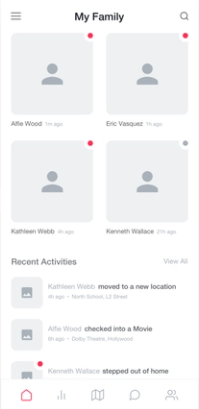 My Family
Alfie Wood 1m ago
Eric Vasquez 1h ago
Kathleen Webb 4h ago
Kenneth Wallace 21h ago
Recent Activities
View All
Kathleen Webb moved to a new location
4h ago • North School, LJ Street
Alfie Wood checked into a Movie
6h ago • Dolby Theatre, Hollywood
Kenneth Wallace stepped out of home